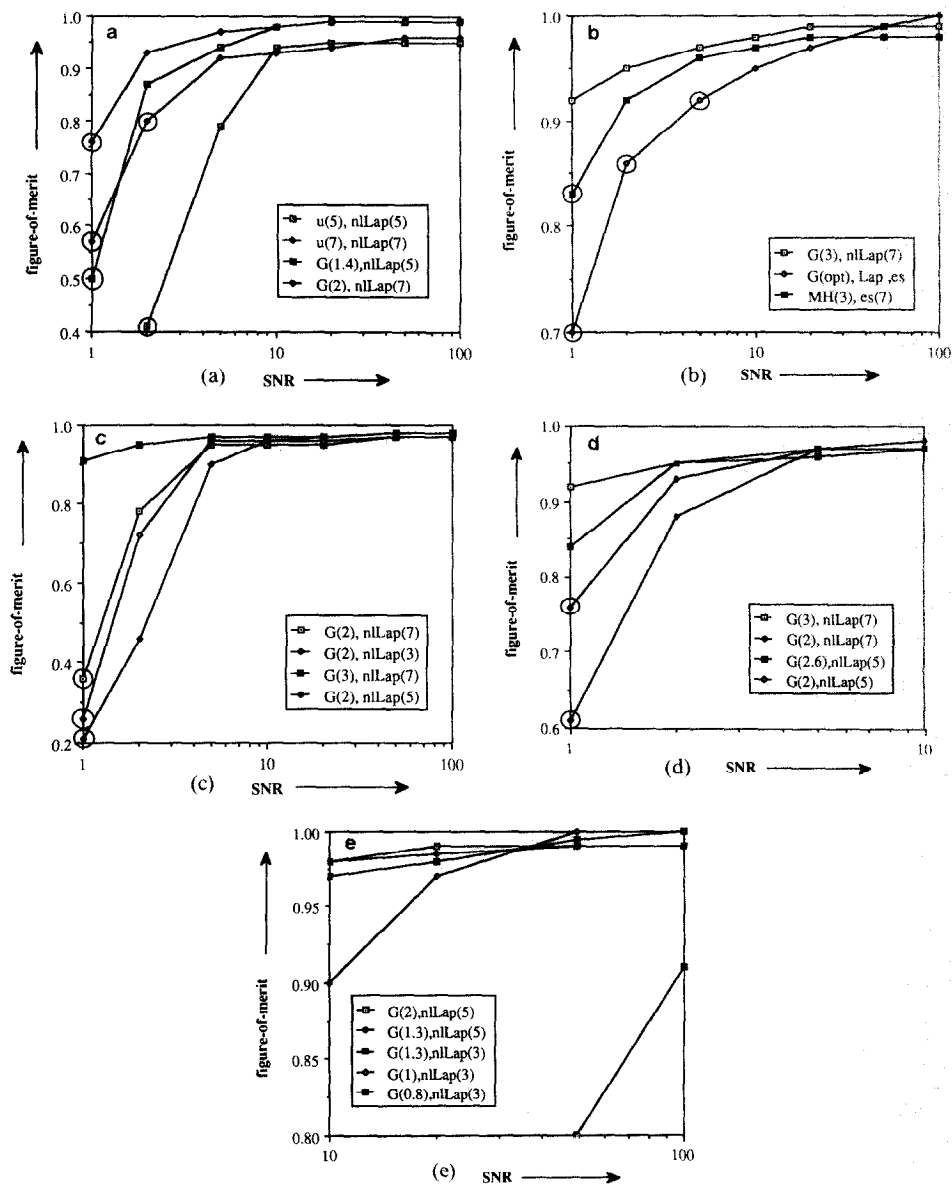 a
1.0
0.9
0.8
0.7
0.6
0.5
0.4
figure-of-merit
u(5), nlLap(5)
u(7), nlLap(7)
G(1.4),nlLap(5)
G(2), nlLap(7)
1
10
100
(a)
SNR
b
1.0
0.9
0.8
0.7
figure-of-merit
G(3), nlLap(7)
G(opt), Lap ,es
MH(3), es(7)
1
10
100
(b)
SNR
c
1.0
0.8
0.6
0.4
0.2
figure-of-merit
G(2), nlLap(7)
G(2), nlLap(3)
G(3), nlLap(7)
G(2), nlLap(5)
1
10
100
(c)
SNR
d
1.0
0.9
0.8
0.7
0.6
figure-of-merit
G(3), nlLap(7)
G(2), nlLap(7)
G(2.6),nlLap(5)
G(2),nlLap(5)
1
10
(d)
SNR
e
1.00
0.95
0.90
0.85
0.80
figure-of-merit
G(2),nlLap(5)
G(1.3),nlLap(5)
G(1.3),nlLap(3)
G(1),nlLap(3)
G(0.8),nlLap(3)
10
100
(e)
SNR